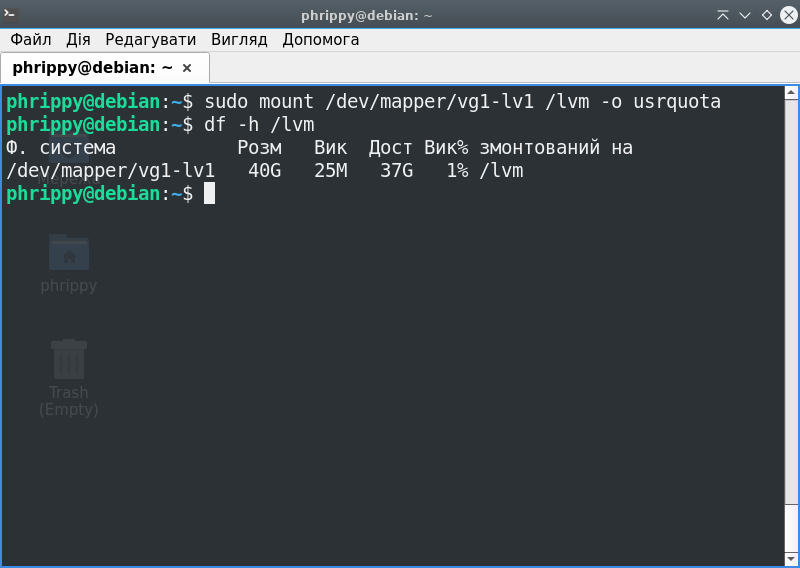 phrippy@debian: ~
Файл Дія Редагувати Вигляд Допомога
phrippy@debian: ~ ×
phrippy@debian:~$ sudo mount /dev/mapper/vg1-lv1 /lvm -o usrquota
phrippy@debian:~$ df -h /lvm
Ф. система Розм Вик Дост Вик% змонтований на
/dev/mapper/vg1-lv1 40G 25M 37G 1% /lvm
phrippy@debian:~$
phrippy
Trash
(Empty)